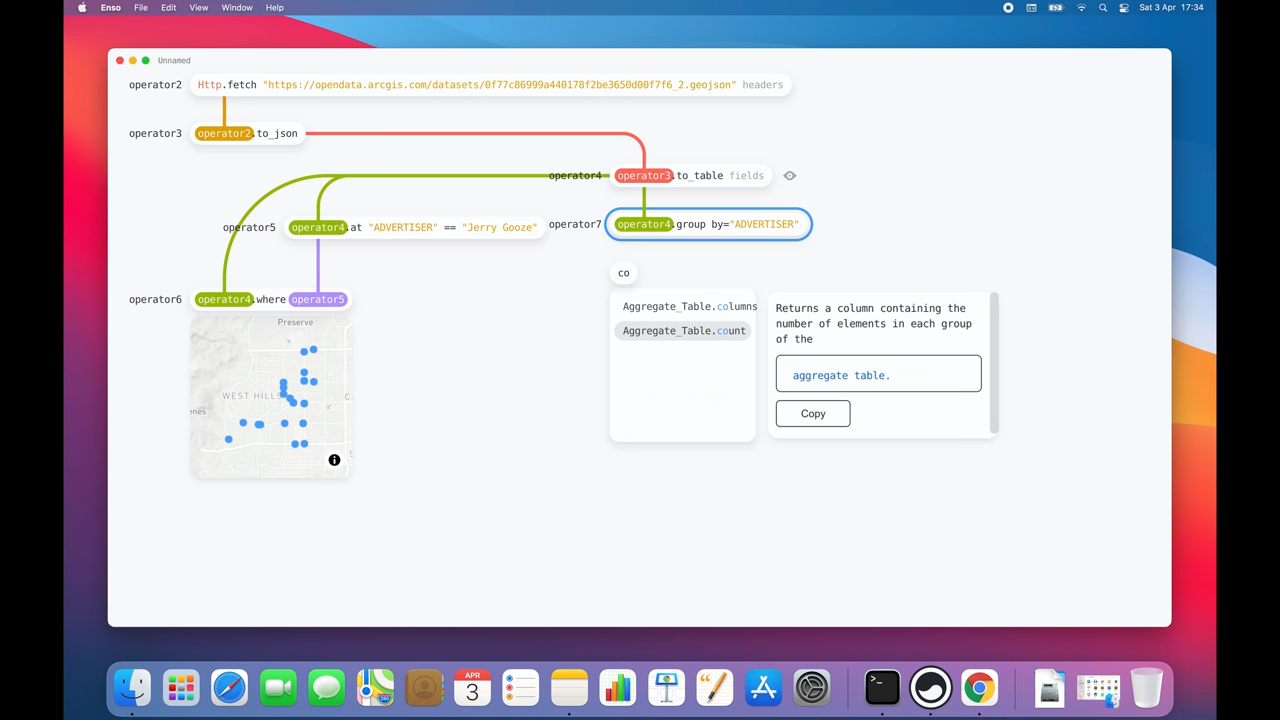 Enso File Edit View Window Help Sat 3 Apr 17:34
Unnamed
operator2 Http.fetch "https://opendata.arcgis.com/datasets/0f77c86999a440178f2be3650d00f7f6_2.geojson" headers
operator3 operator2.to_json
operator4 operator3.to_table fields
operator5 operator4.at "ADVERTISER" == "Jerry Gooze"
operator7 operator4.group by="ADVERTISER"
co
Aggregate_Table.columns
Aggregate_Table.count
Returns a column containing the
number of elements in each group
of the
aggregate table.
Copy
operator6 operator4.where operator5
Preserve
WEST HILLS
enes
APR
3